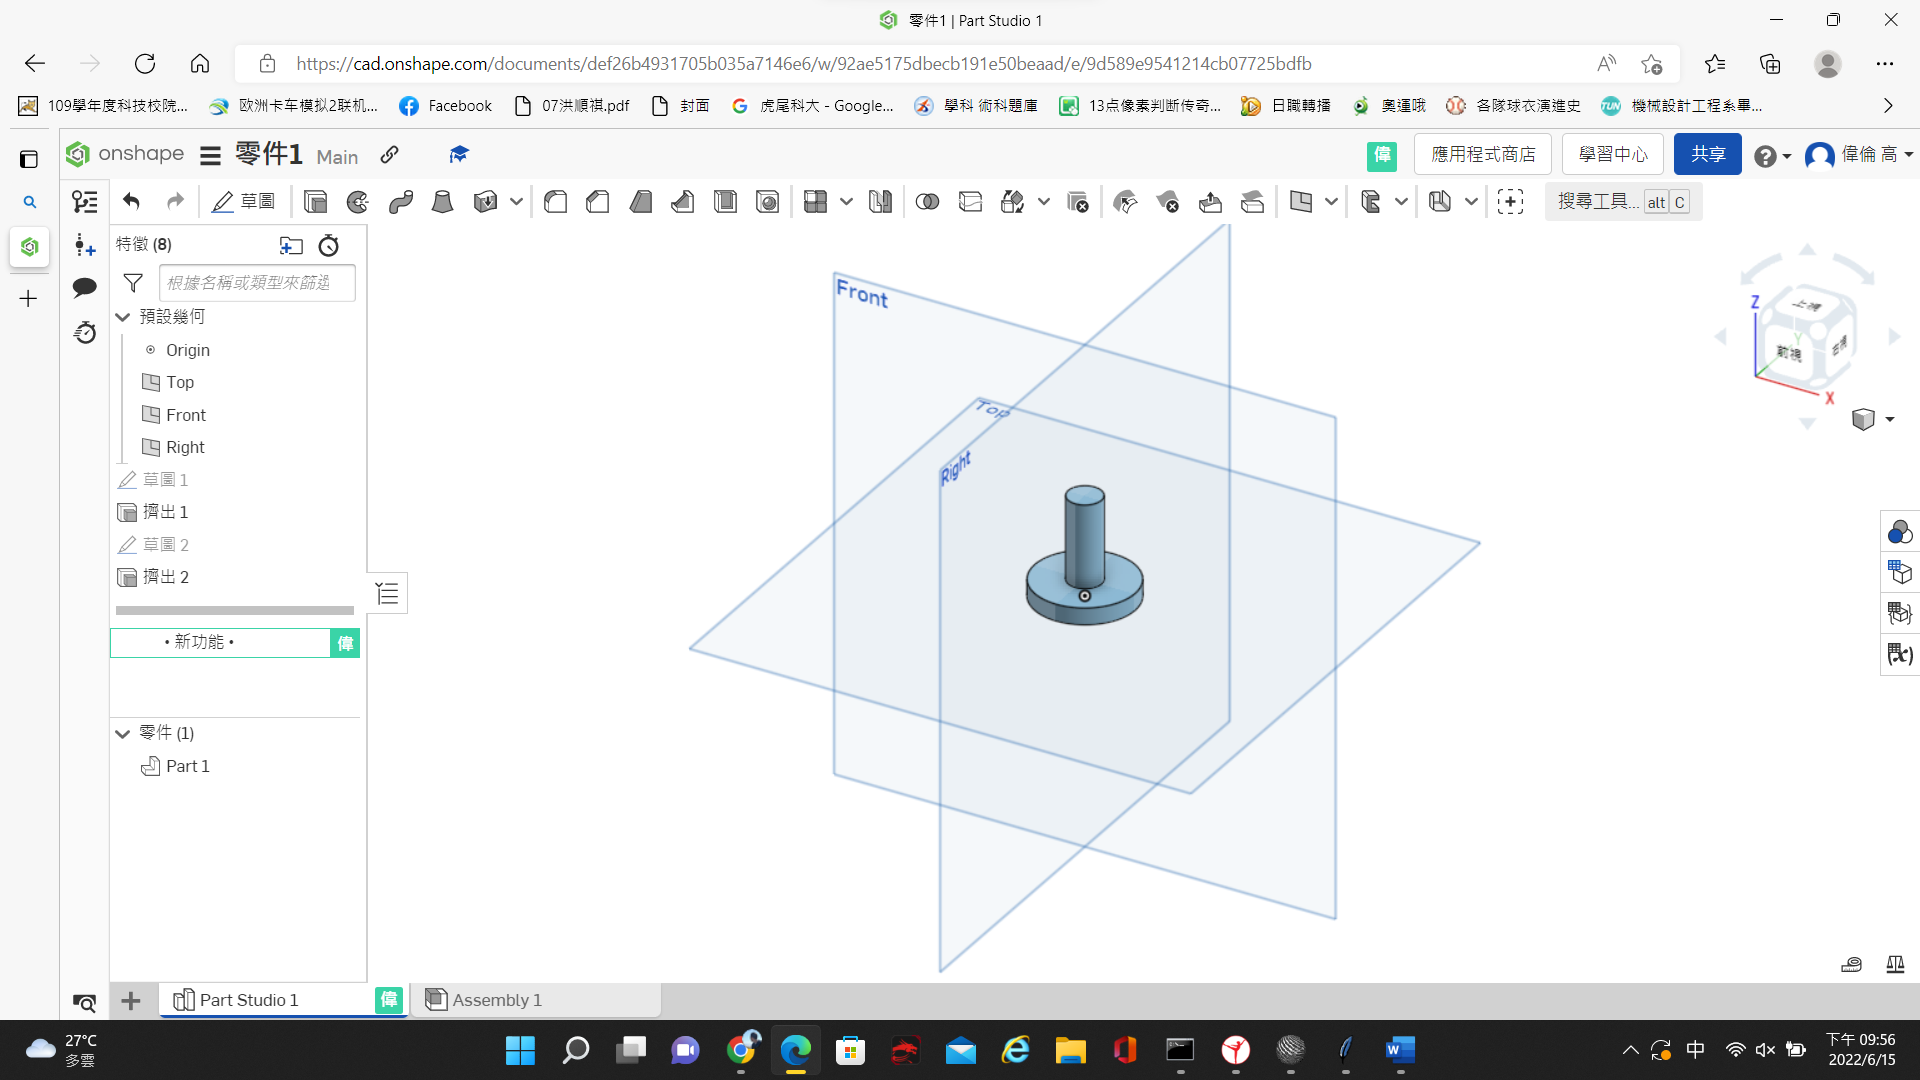 零件1 | Part Studio 1
https://cad.onshape.com/documents/def26b4931705b035a7146e6/w/92ae5175dbecb191e50beaad/e/9d589e9541214cb07725bdfb
109學年度科技校院...
欧洲卡车模拟2联机...
Facebook
07洪順祺.pdf
封面
虎尾科大 - Google...
學科 術科題庫
13点像素判断传奇...
日職轉播
奧運哦
各隊球衣演進史
機械設計工程系畢...
onshape
零件1 Main
偉
應用程式商店
學習中心
共享
偉倫 高
草圖
搜尋工具... alt C
特徵 (8)
根據名稱或類型來篩選
預設幾何
Origin
Top
Front
Right
草圖 1
擠出 1
草圖 2
擠出 2
• 新功能 •
偉
零件 (1)
Part 1
Front
Top
Right
Z
上視
Y
前視
右視
X
Part Studio 1
偉
Assembly 1
27°C
多雲
中
下午 09:56
2022/6/15